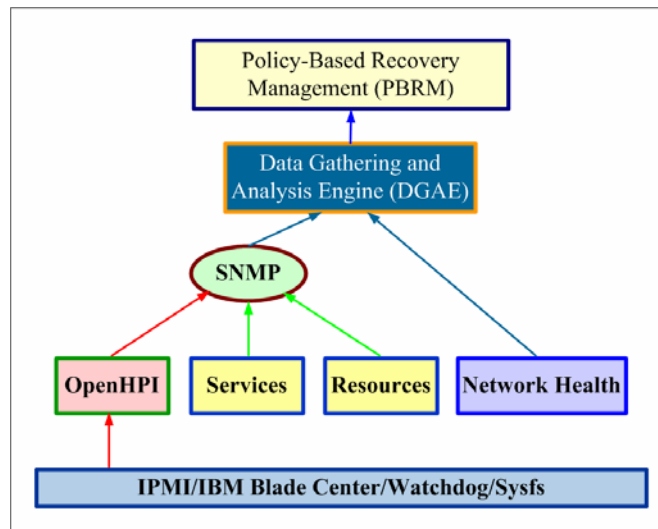 Policy-Based Recovery
Management (PBRM)
Data Gathering and
Analysis Engine (DGAE)
SNMP
OpenHPI
Services
Resources
Network Health
IPMI/IBM Blade Center/Watchdog/Sysfs